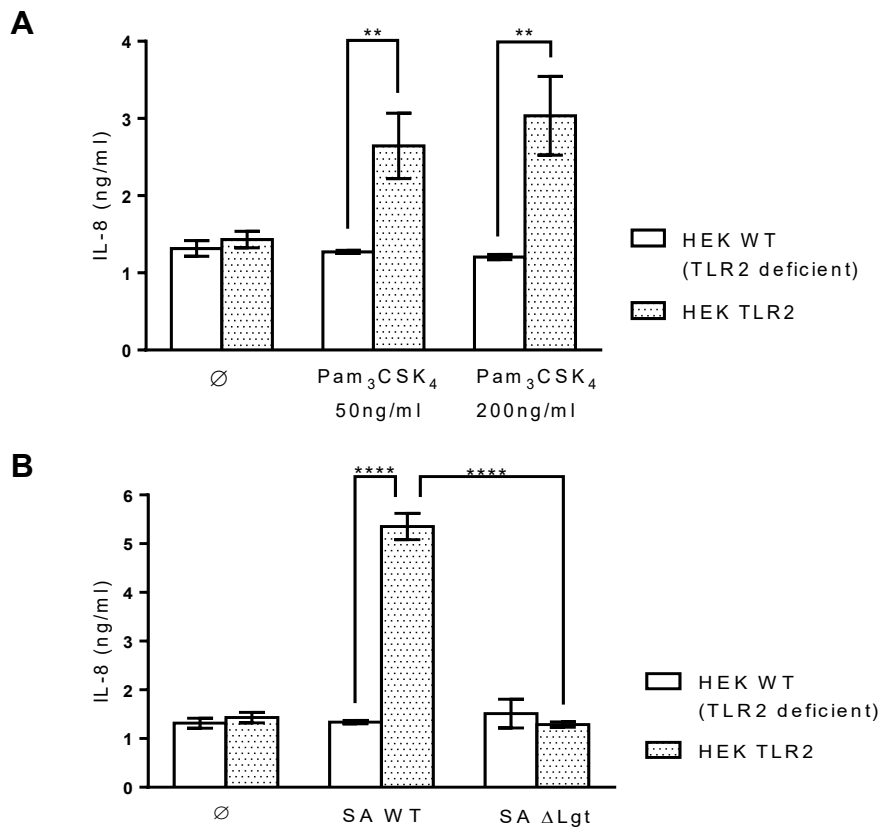 A
4
3
2
1
0
IL-8 (ng/ml)
**
**
∅
Pam₃CSK₄
50ng/ml
Pam₃CSK₄
200ng/ml
HEK WT
(TLR2 deficient)
HEK TLR2
B
6
5
4
3
2
1
0
IL-8 (ng/ml)
****
****
∅
SA WT
SA ΔLgt
HEK WT
(TLR2 deficient)
HEK TLR2